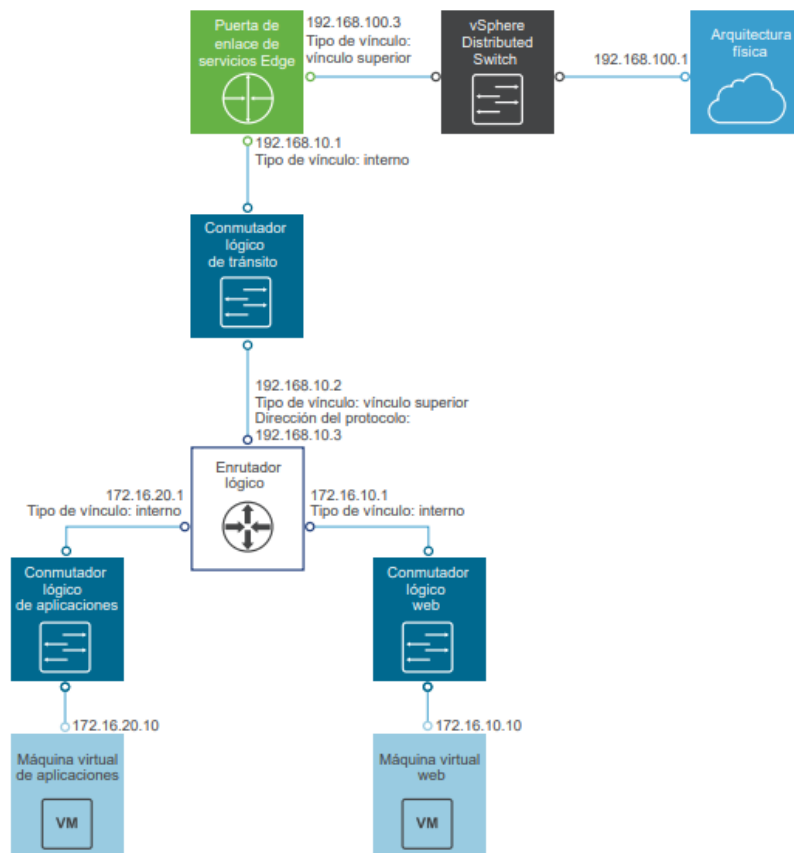 Puerta de
enlace de
servicios Edge
192.168.100.3
Tipo de vínculo:
vínculo superior
vSphere
Distributed
Switch
192.168.100.1
Arquitectura
física
192.168.10.1
Tipo de vínculo: interno
Conmutador
lógico
de tránsito
192.168.10.2
Tipo de vínculo: vínculo superior
Dirección del protocolo:
192.168.10.3
Enrutador
lógico
172.16.20.1
Tipo de vínculo: interno
172.16.10.1
Tipo de vínculo: interno
Conmutador
lógico
de aplicaciones
Conmutador
lógico
web
172.16.20.10
172.16.10.10
Máquina virtual
de aplicaciones
VM
Máquina virtual
web
VM